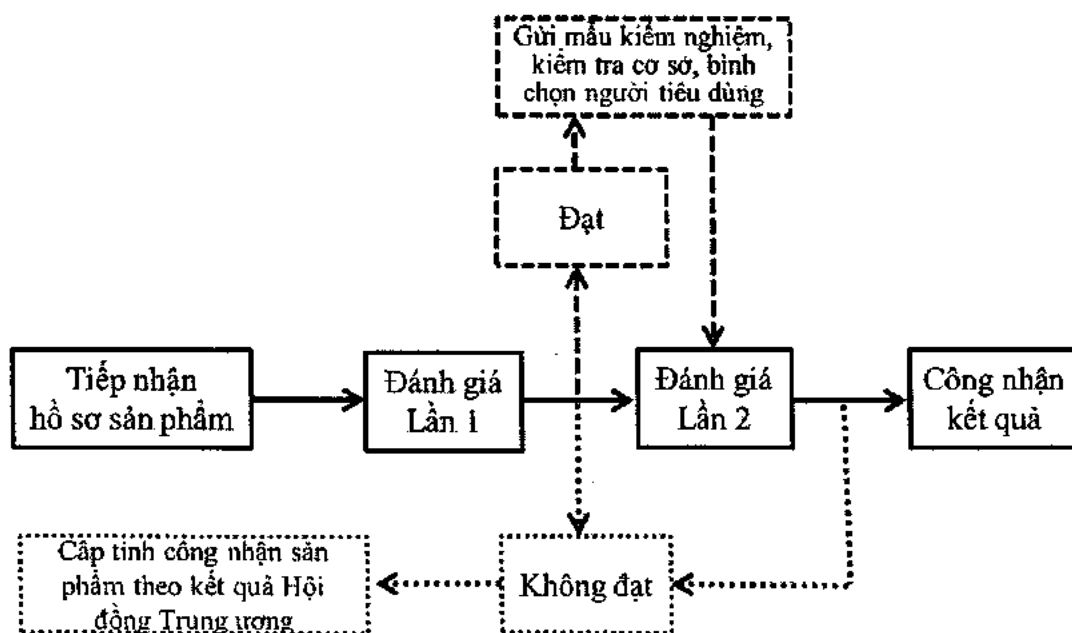 Gửi mẫu kiểm nghiệm,
kiểm tra cơ sở, bình
chọn người tiêu dùng
Đạt
Tiếp nhận
hồ sơ sản phẩm
Đánh giá
Lần 1
Đánh giá
Lần 2
Công nhận
kết quả
Cấp tỉnh công nhận sản
phẩm theo kết quả Hội
đồng Trung ương
Không đạt